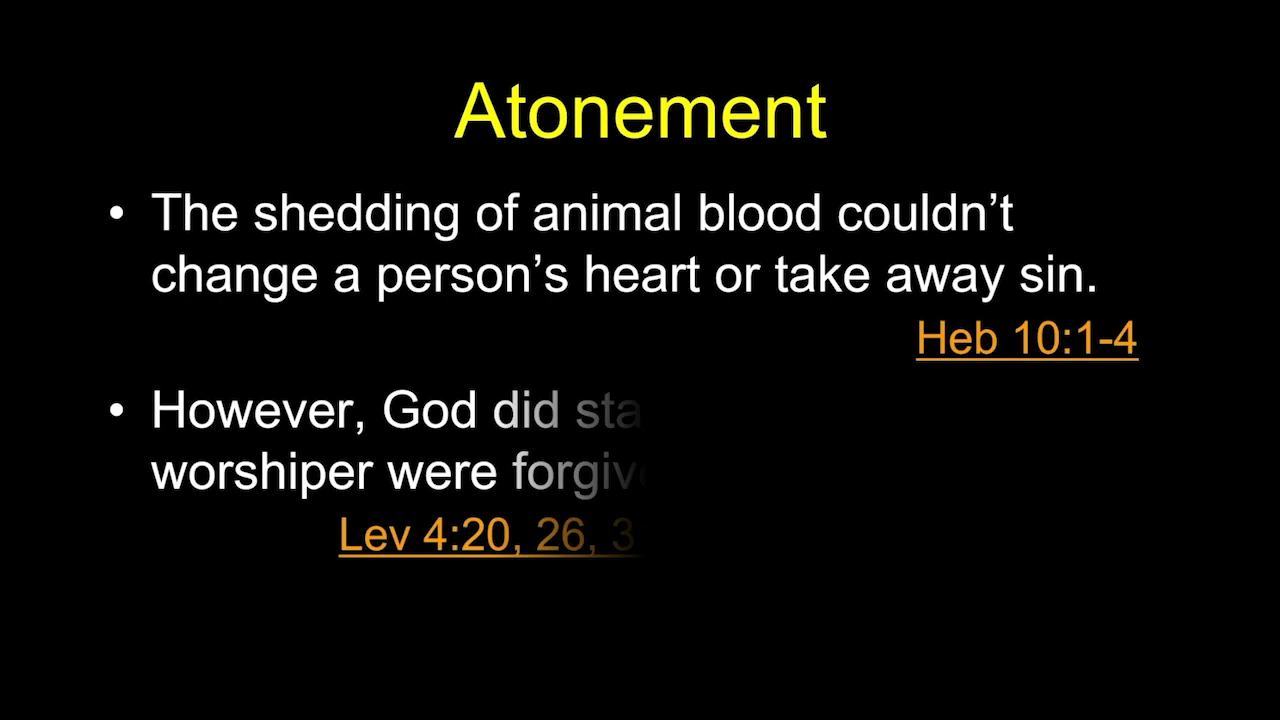 Atonement
• The shedding of animal blood couldn’t
change a person’s heart or take away sin.
Heb 10:1-4
• However, God did
worshiper were
Lev 4:20, 26,